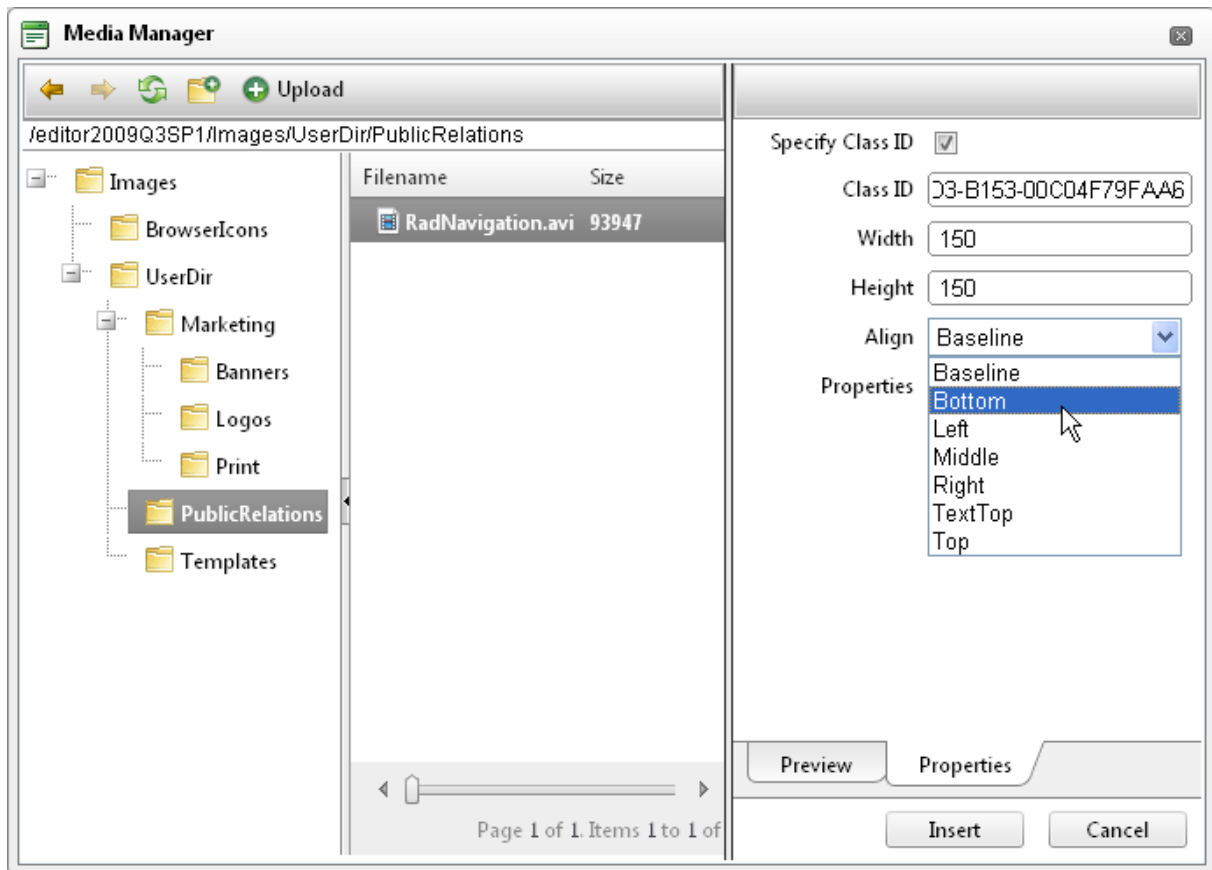 Media Manager
Upload
/editor2009Q3SP1/Images/UserDir/PublicRelations
Images
BrowserIcons
UserDir
Marketing
Banners
Logos
Print
PublicRelations
Templates
Filename Size
RadNavigation.avi 93947
Page 1 of 1. Items 1 to 1 of
Specify Class ID
Class ID D3-B153-00C04F79FAA6
Width 150
Height 150
Align Baseline
Properties
Baseline
Bottom
Left
Middle
Right
TextTop
Top
Preview Properties
Insert Cancel